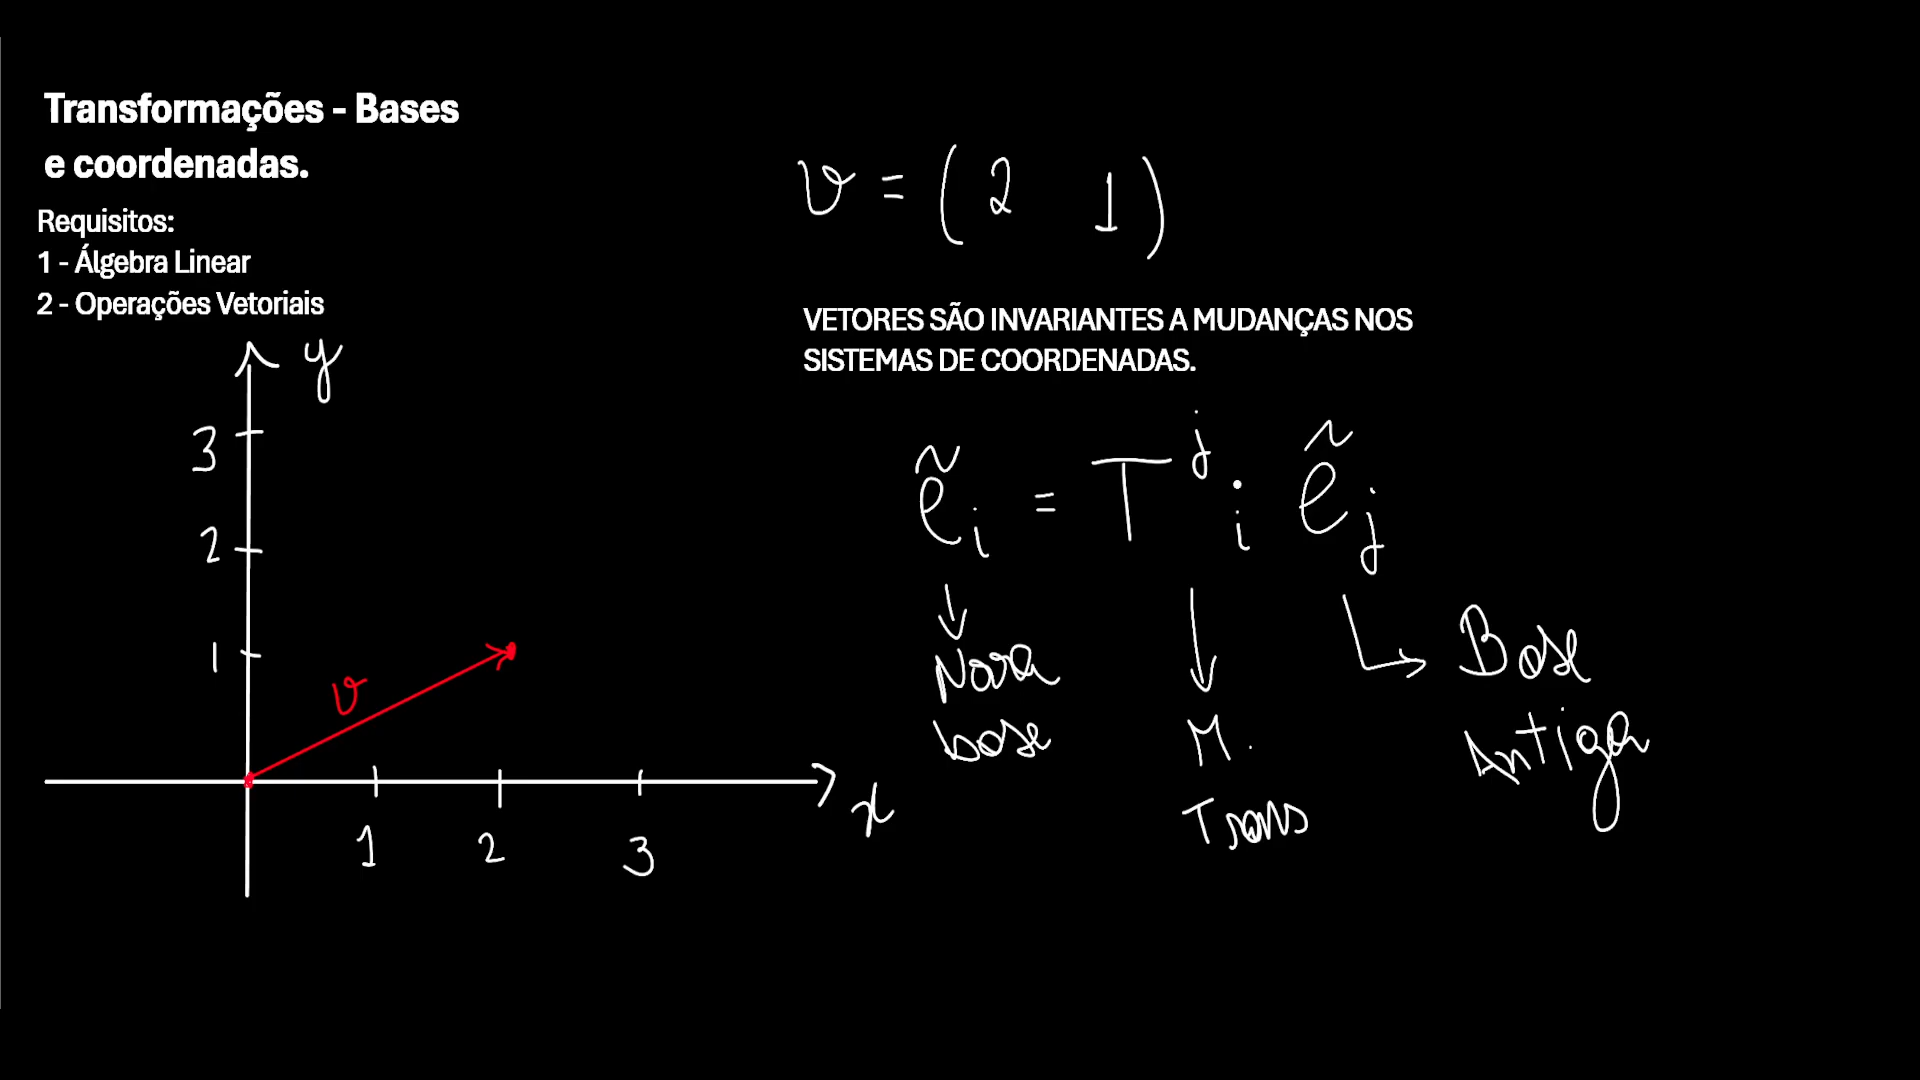 Transformações - Bases
e coordenadas.
Requisitos:
1 - Álgebra Linear
2 - Operações Vetoriais
v = ( 2 1 )
VETORES SÃO INVARIANTES A MUDANÇAS NOS
SISTEMAS DE COORDENADAS.
ẽᵢ = Tʲ·ᵢ ẽⱼ
Nova
base
M.
Trans
Base
Antiga
y
3
2
1
v
x
1 2 3